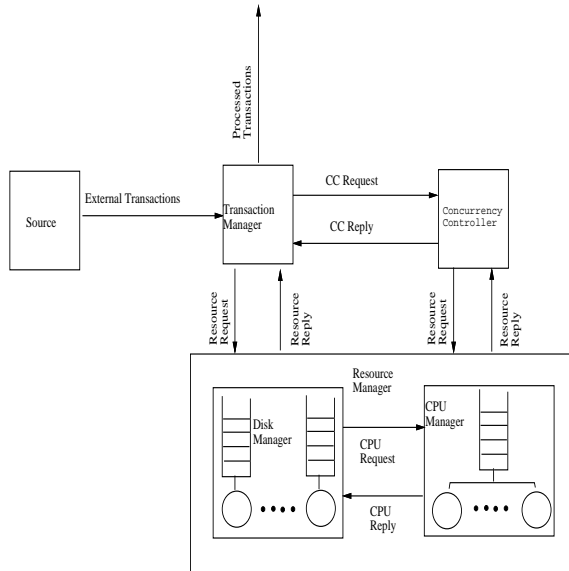 Processed
Transactions
CC Request
External Transactions
Source
Transaction
Manager
Concurrency
Controller
CC Reply
Resource
Request
Resource
Reply
Resource
Request
Resource
Reply
Resource
Manager
Disk
Manager
CPU
Manager
CPU
Request
CPU
Reply